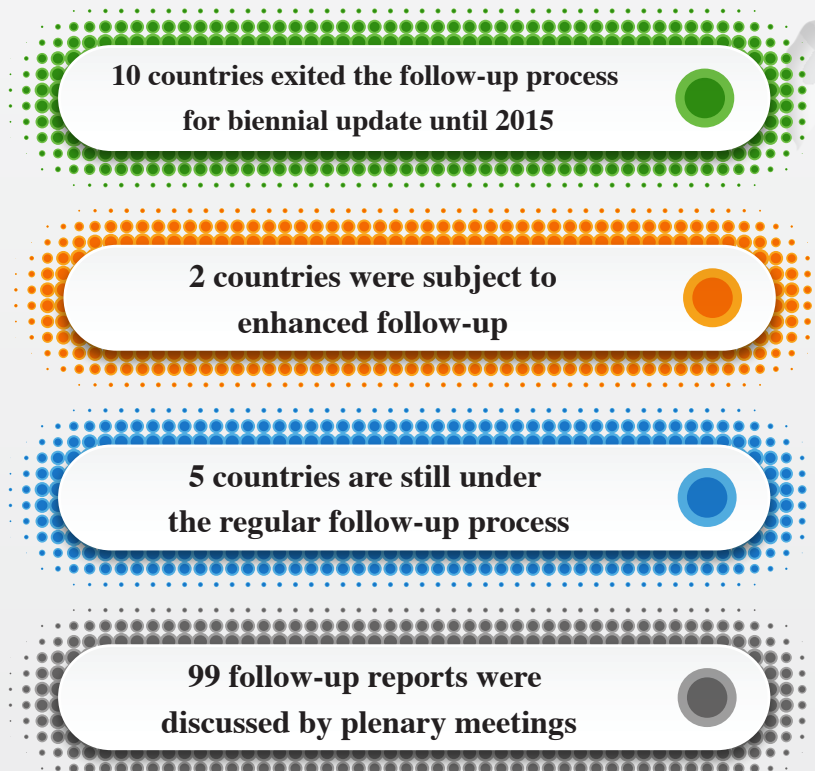 10 countries exited the follow-up process
for biennial update until 2015
2 countries were subject to
enhanced follow-up
5 countries are still under
the regular follow-up process
99 follow-up reports were
discussed by plenary meetings